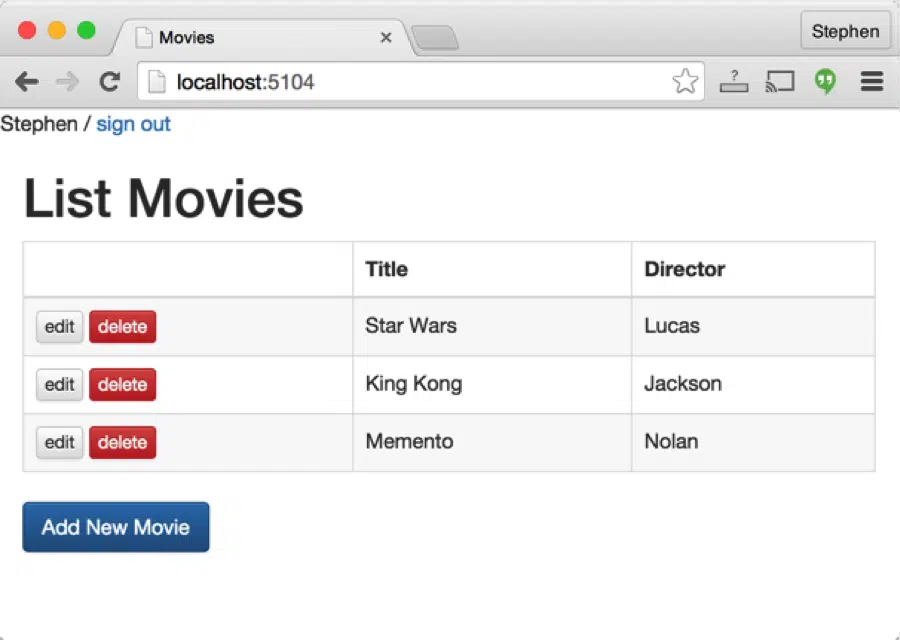 Movies
Stephen
localhost:5104
?
Stephen / sign out
List Movies
Title Director
edit delete Star Wars Lucas
edit delete King Kong Jackson
edit delete Memento Nolan
Add New Movie